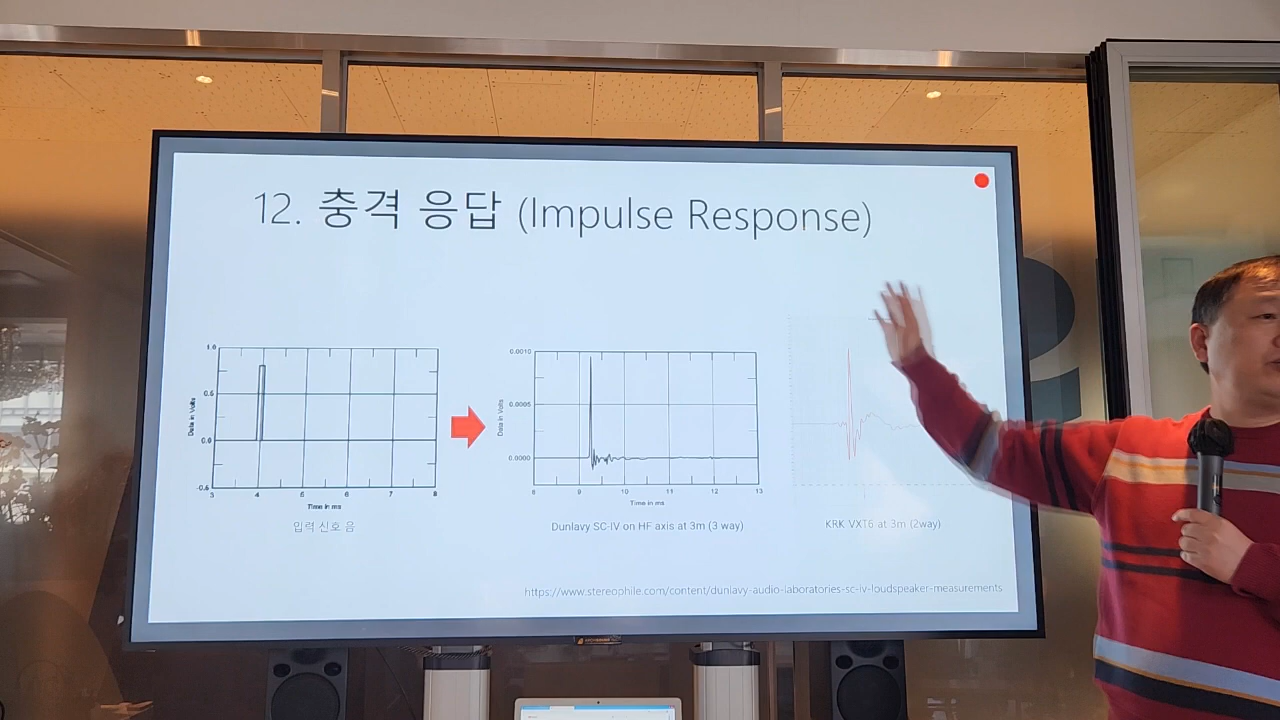 12. 충격 응답 (Impulse Response)
1.0
0.5
0.0
-0.5
Data in Volts
3 4 5 6 7 8
Time in ms
입력 신호 음
0.0010
0.0005
0.0000
Data in Volts
8 9 10 11 12 13
Time in ms
Dunlavy SC-IV on HF axis at 3m (3 way)
KRK VXT6 at 3m (2way)
https://www.stereophile.com/content/dunlavy-audio-laboratories-sc-iv-loudspeaker-measurements